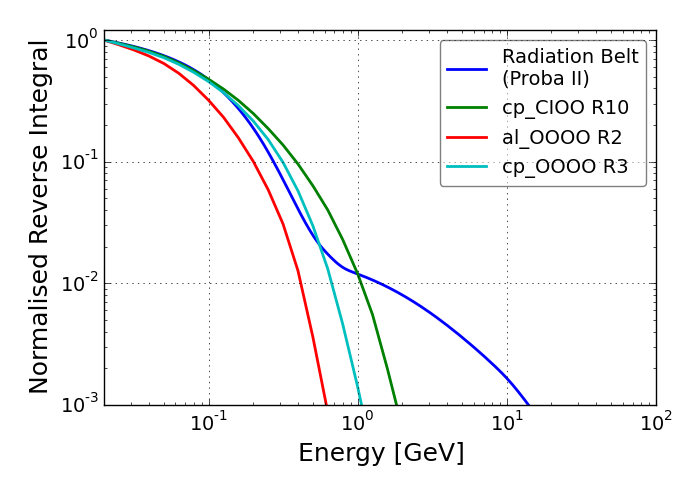 Normalised Reverse Integral
10^0
10^-1
10^-2
10^-3
Radiation Belt
(Proba II)
cp_CIOO R10
al_OOOO R2
cp_OOOO R3
10^-1
10^0
10^1
10^2
Energy [GeV]